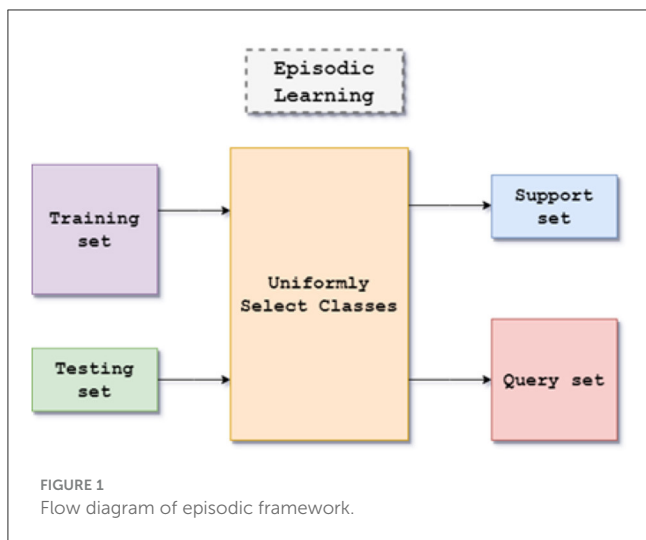 Episodic
Learning
Training
set
Testing
set
Uniformly
Select Classes
Support
set
Query set
FIGURE 1
Flow diagram of episodic framework.